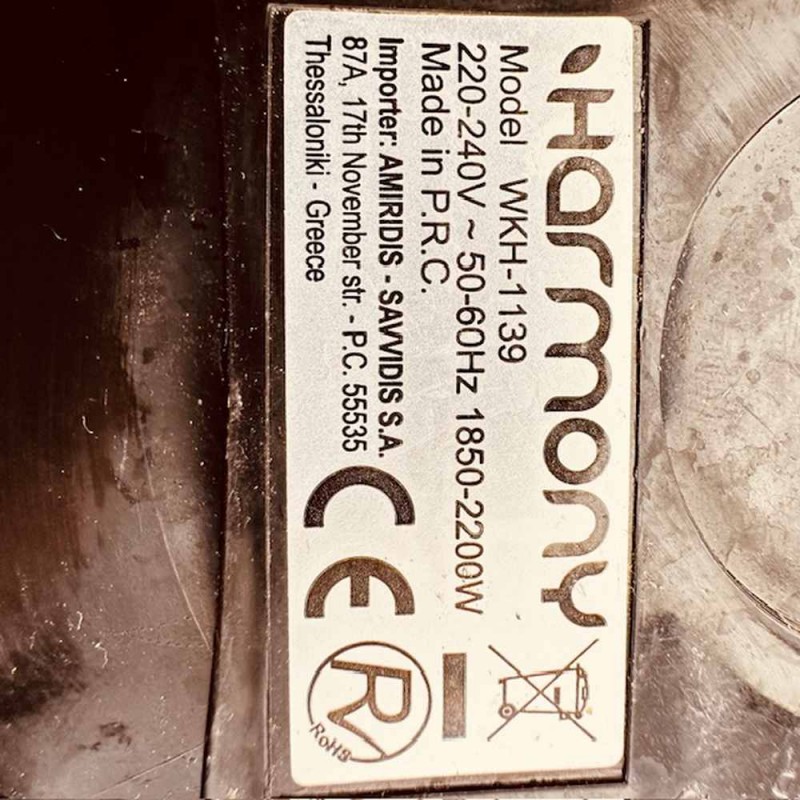 Harmony
Model WKH-1139
220-240V ~ 50-60Hz 1850-2200W
Made in P.R.C.
Importer: AMIRIDIS - SAVVIDIS S.A.
87A, 17th November str. - P.C. 55535
Thessaloniki - Greece
CE
R
RoHS